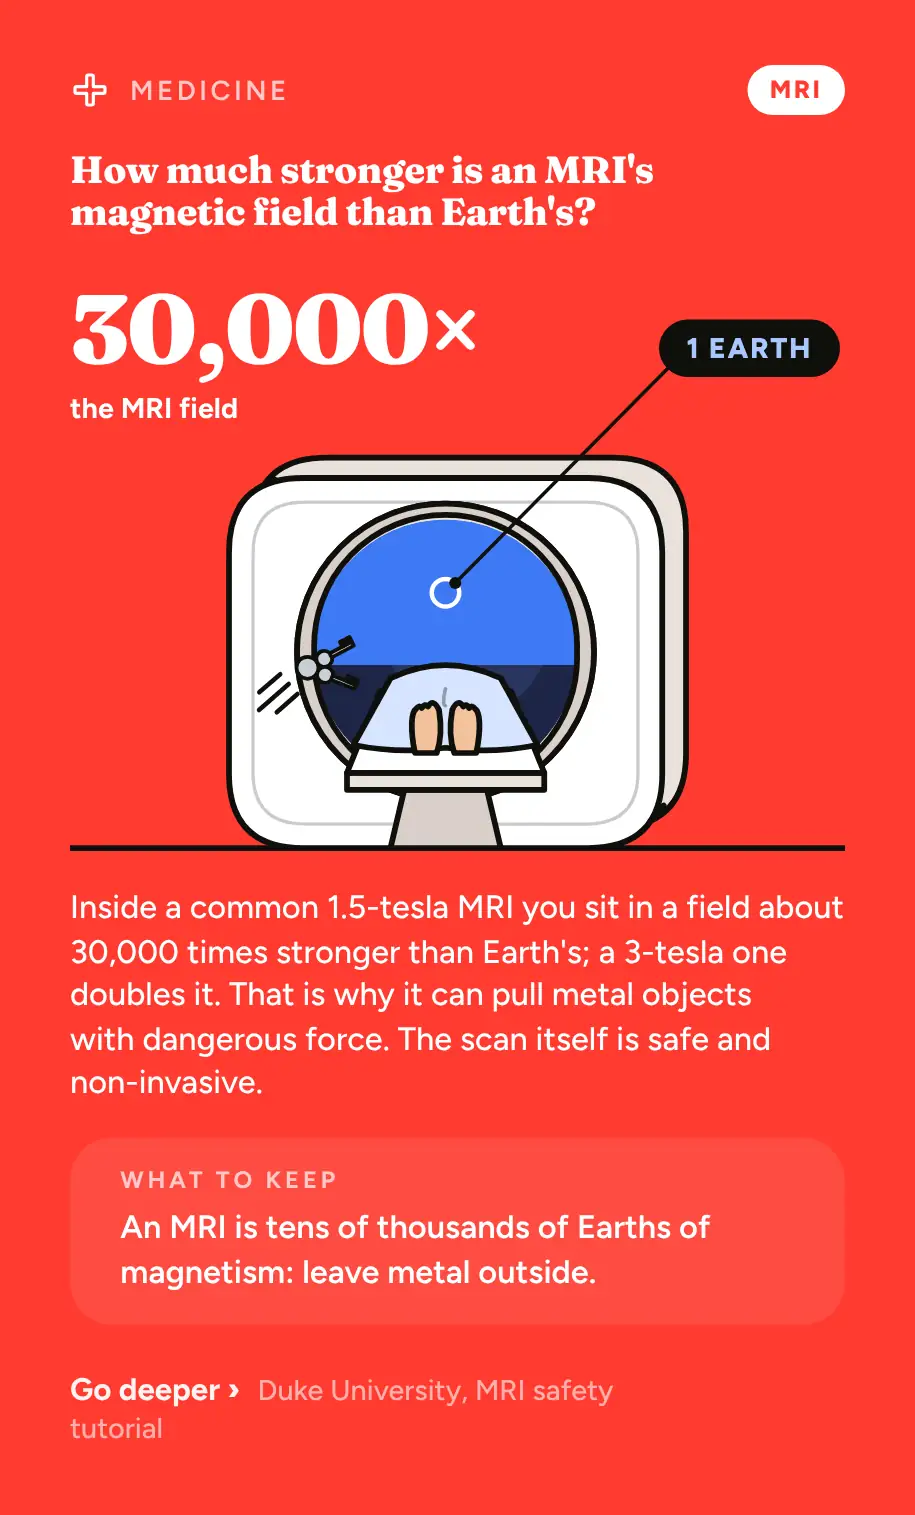 MEDICINE
MRI
How much stronger is an MRI's
magnetic field than Earth's?
30,000×
the MRI field
1 EARTH
Inside a common 1.5-tesla MRI you sit in a field about
30,000 times stronger than Earth's; a 3-tesla one
doubles it. That is why it can pull metal objects
with dangerous force. The scan itself is safe and
non-invasive.
WHAT TO KEEP
An MRI is tens of thousands of Earths of
magnetism: leave metal outside.
Go deeper › Duke University, MRI safety
tutorial